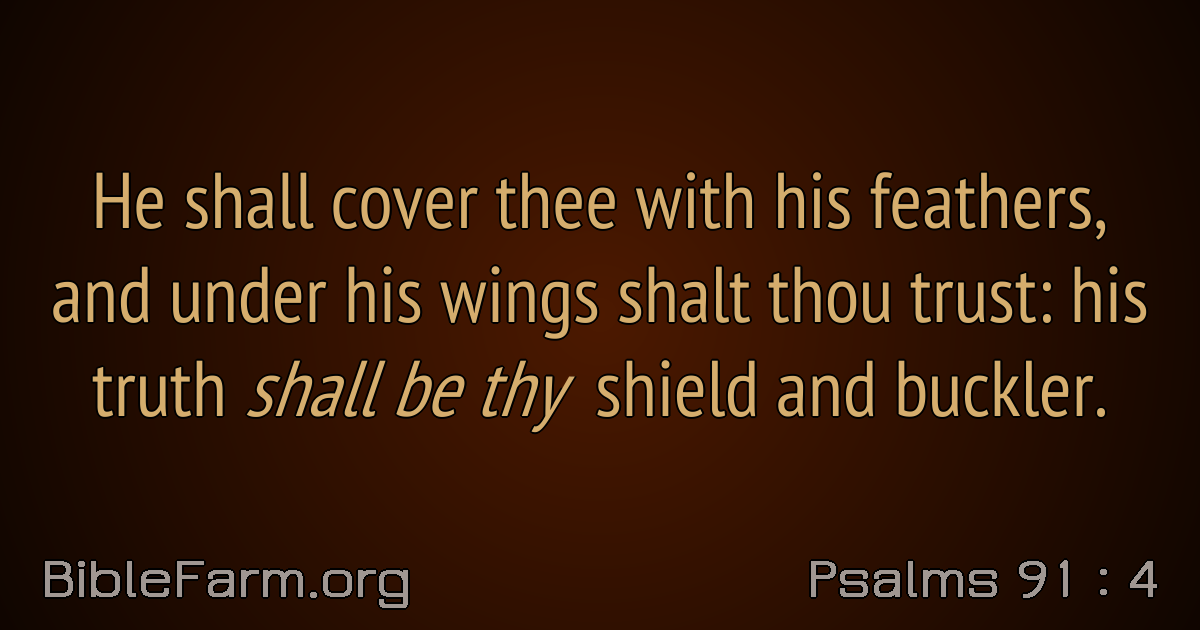 He shall cover thee with his feathers,
and under his wings shalt thou trust: his
truth shall be thy shield and buckler.
BibleFarm.org
Psalms 91 : 4